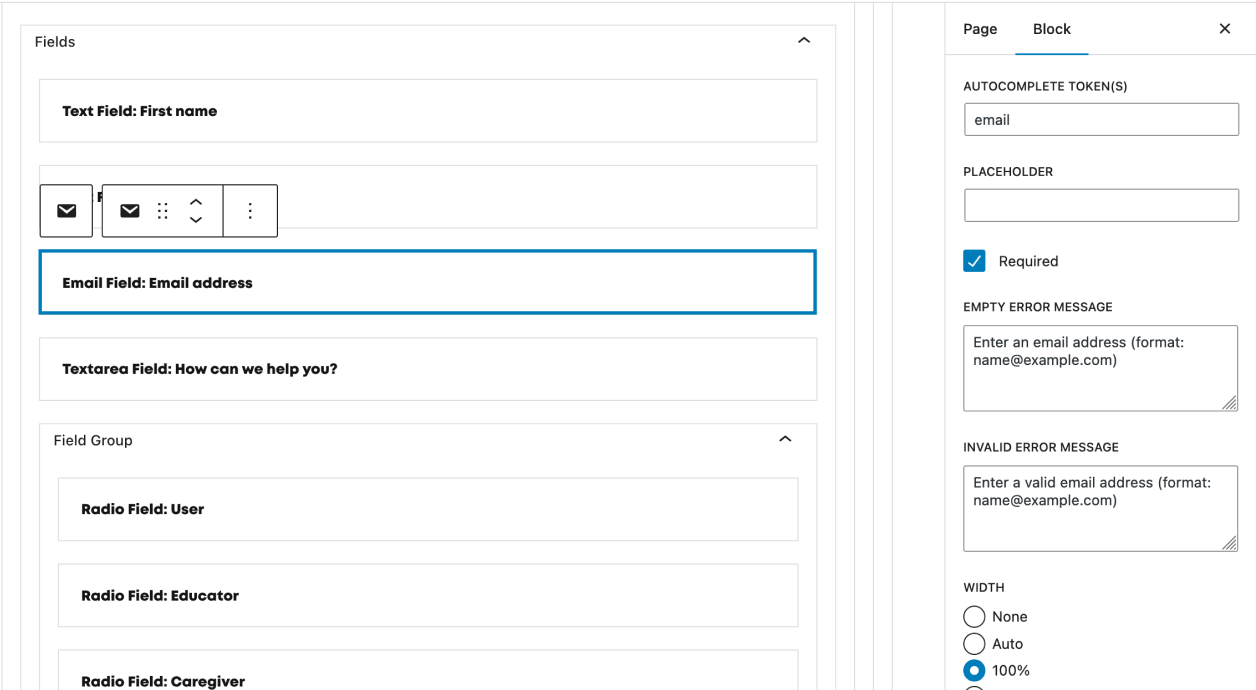 Fields
Text Field: First name
Email Field: Email address
Textarea Field: How can we help you?
Field Group
Radio Field: User
Radio Field: Educator
Radio Field: Caregiver
Page
Block
AUTOCOMPLETE TOKEN(S)
email
PLACEHOLDER
Required
EMPTY ERROR MESSAGE
Enter an email address (format:
name@example.com)
INVALID ERROR MESSAGE
Enter a valid email address (format:
name@example.com)
WIDTH
None
Auto
100%